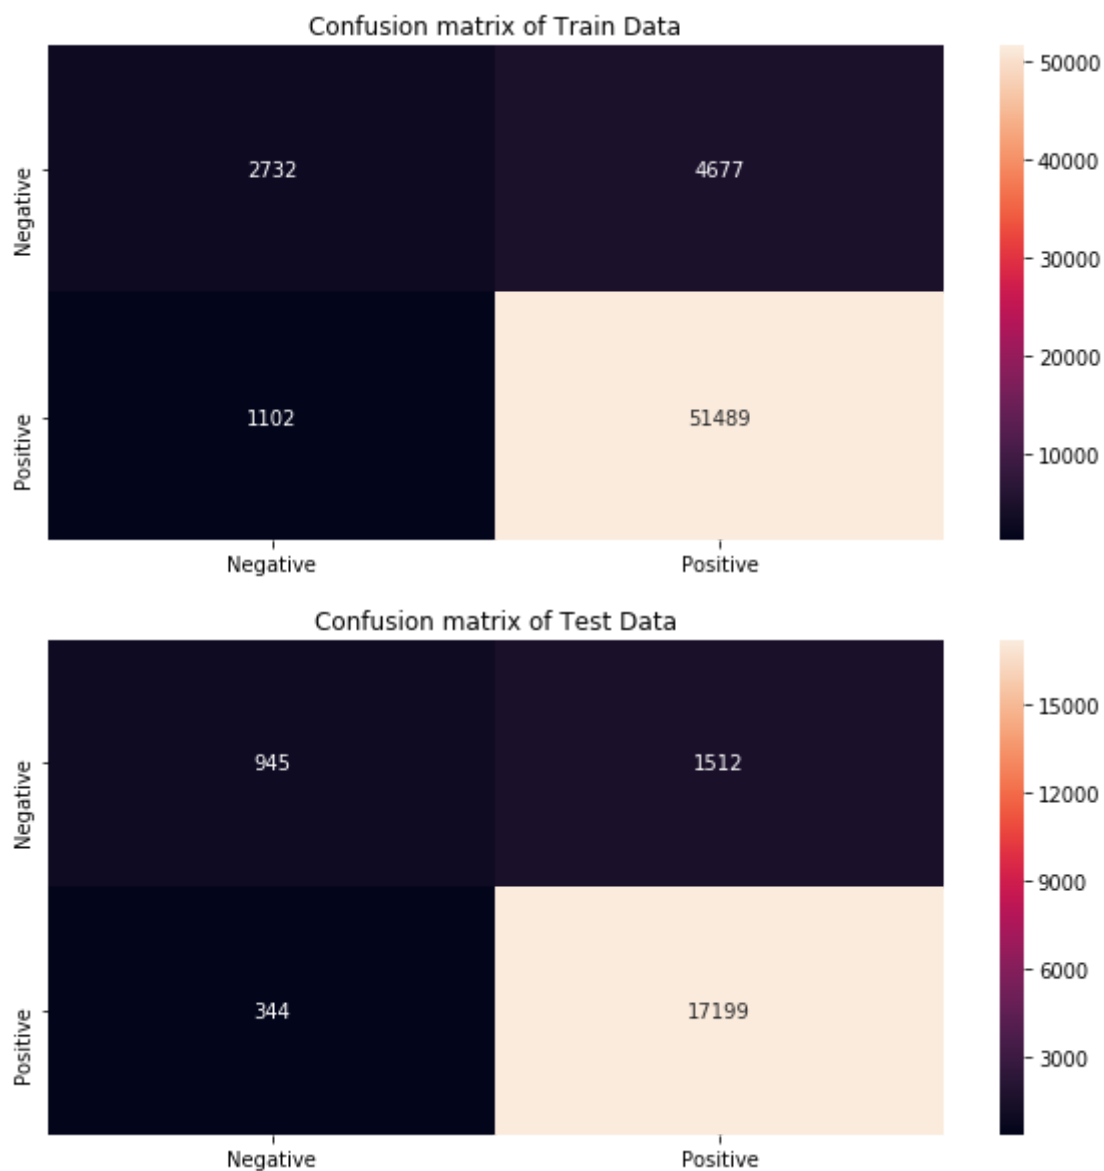 Confusion matrix of Train Data
Negative
2732
4677
Positive
1102
51489
Negative
Positive
50000
40000
30000
20000
10000
Confusion matrix of Test Data
Negative
945
1512
Positive
344
17199
Negative
Positive
15000
12000
9000
6000
3000